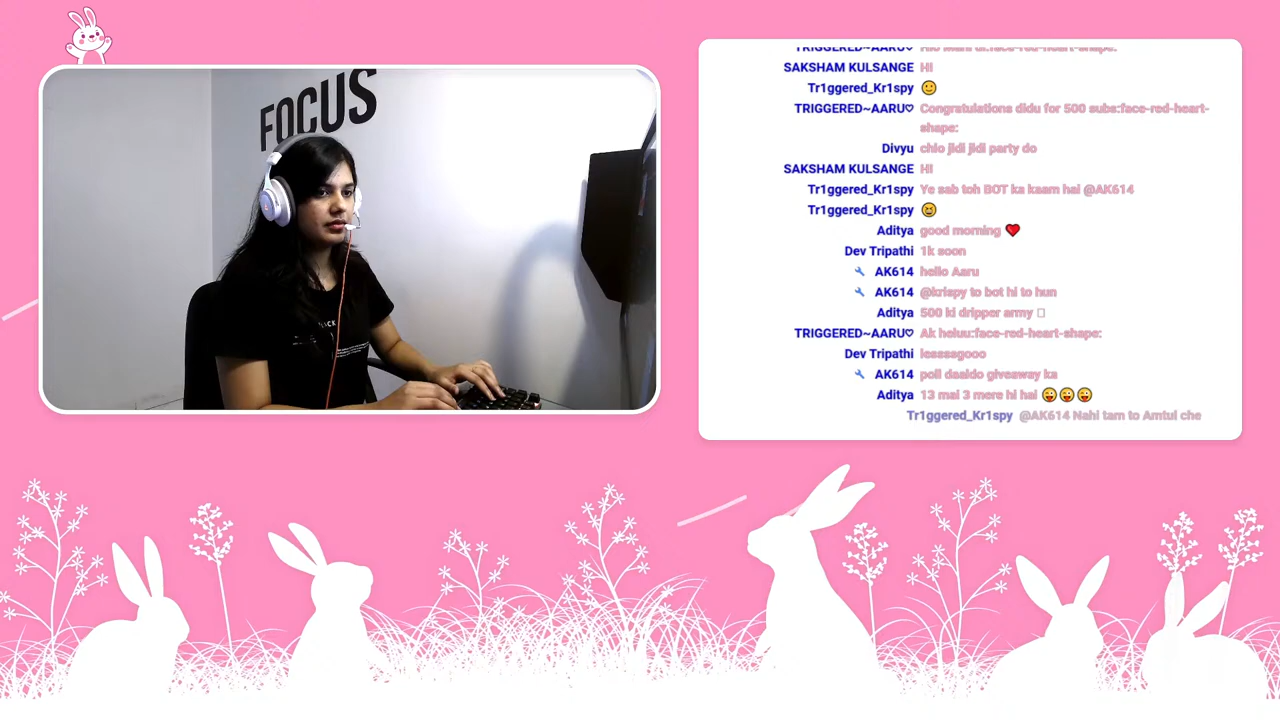 FOCUS
TRIGGERED~AARU♡
SAKSHAM KULSANGE HI
Tr1ggered_Kr1spy 🙂
TRIGGERED~AARU♡ Congratulations didu for 500 subs:face-red-heart-
shape:
Divyu chlo jldi jldi party do
SAKSHAM KULSANGE HI
Tr1ggered_Kr1spy Ye sab toh BOT ka kaam hai @AK614
Tr1ggered_Kr1spy 😆
Aditya good morning ❤️
Dev Tripathi 1k soon
AK614 hello Aaru
AK614 @krispy to bot hi to hun
Aditya 500 ki dripper army
TRIGGERED~AARU♡ Ak heluu:face-red-heart-shape:
Dev Tripathi lesssssgooo
AK614 poll daaldo giveaway ka
Aditya 13 mai 3 mere hi hai 😜😜😜
Tr1ggered_Kr1spy @AK614 Nahi tam to Amtul che